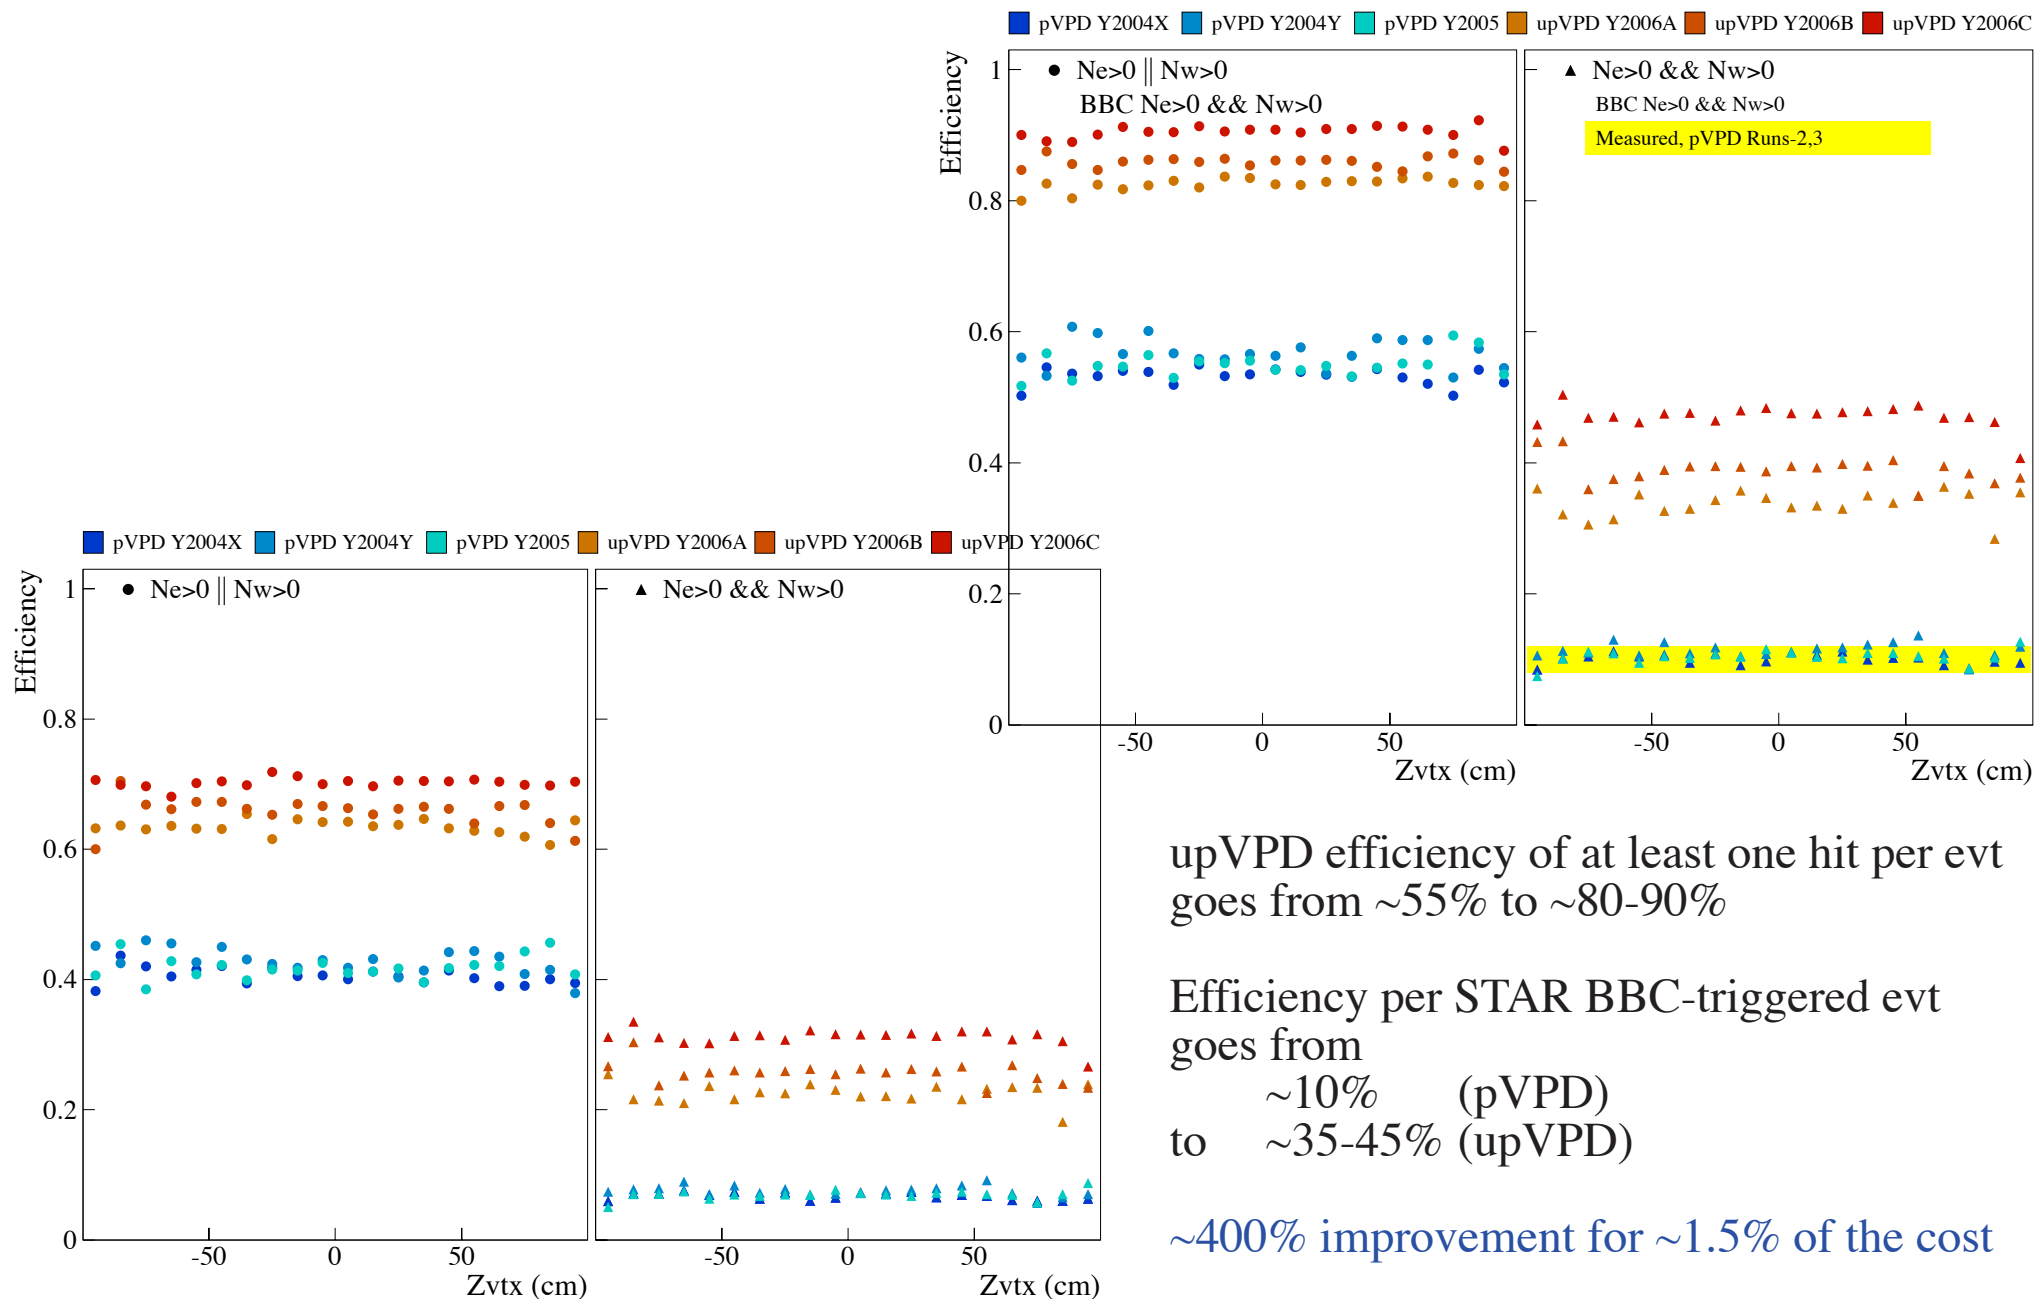 pVPD Y2004X pVPD Y2004Y pVPD Y2005 upVPD Y2006A upVPD Y2006B upVPD Y2006C
Efficiency
1
0.8
0.6
0.4
0.2
0
Ne>0 || Nw>0
BBC Ne>0 && Nw>0
-50 0 50
Zvtx (cm)
Ne>0 && Nw>0
BBC Ne>0 && Nw>0
Measured, pVPD Runs-2,3
-50 0 50
Zvtx (cm)
pVPD Y2004X pVPD Y2004Y pVPD Y2005 upVPD Y2006A upVPD Y2006B upVPD Y2006C
Efficiency
1
0.8
0.6
0.4
0.2
0
Ne>0 || Nw>0
-50 0 50
Zvtx (cm)
Ne>0 && Nw>0
-50 0 50
Zvtx (cm)
upVPD efficiency of at least one hit per evt
goes from ~55% to ~80-90%
Efficiency per STAR BBC-triggered evt
goes from
~10% (pVPD)
to ~35-45% (upVPD)
~400% improvement for ~1.5% of the cost